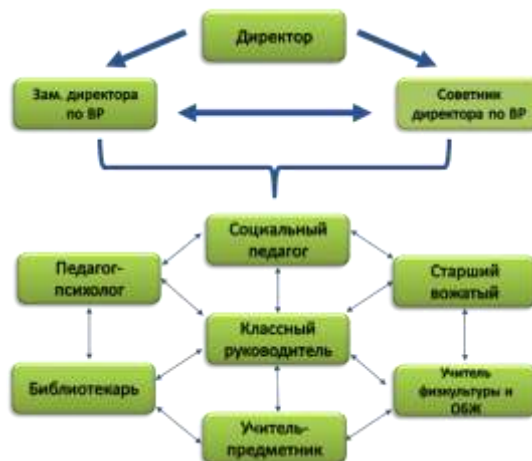 Директор
Зам. директора
по ВР
Советник
директора по ВР
Социальный
педагог
Педагог-
психолог
Старший
вожатый
Классный
руководитель
Библиотекарь
Учитель
физкультуры и
ОБЖ
Учитель-
предметник